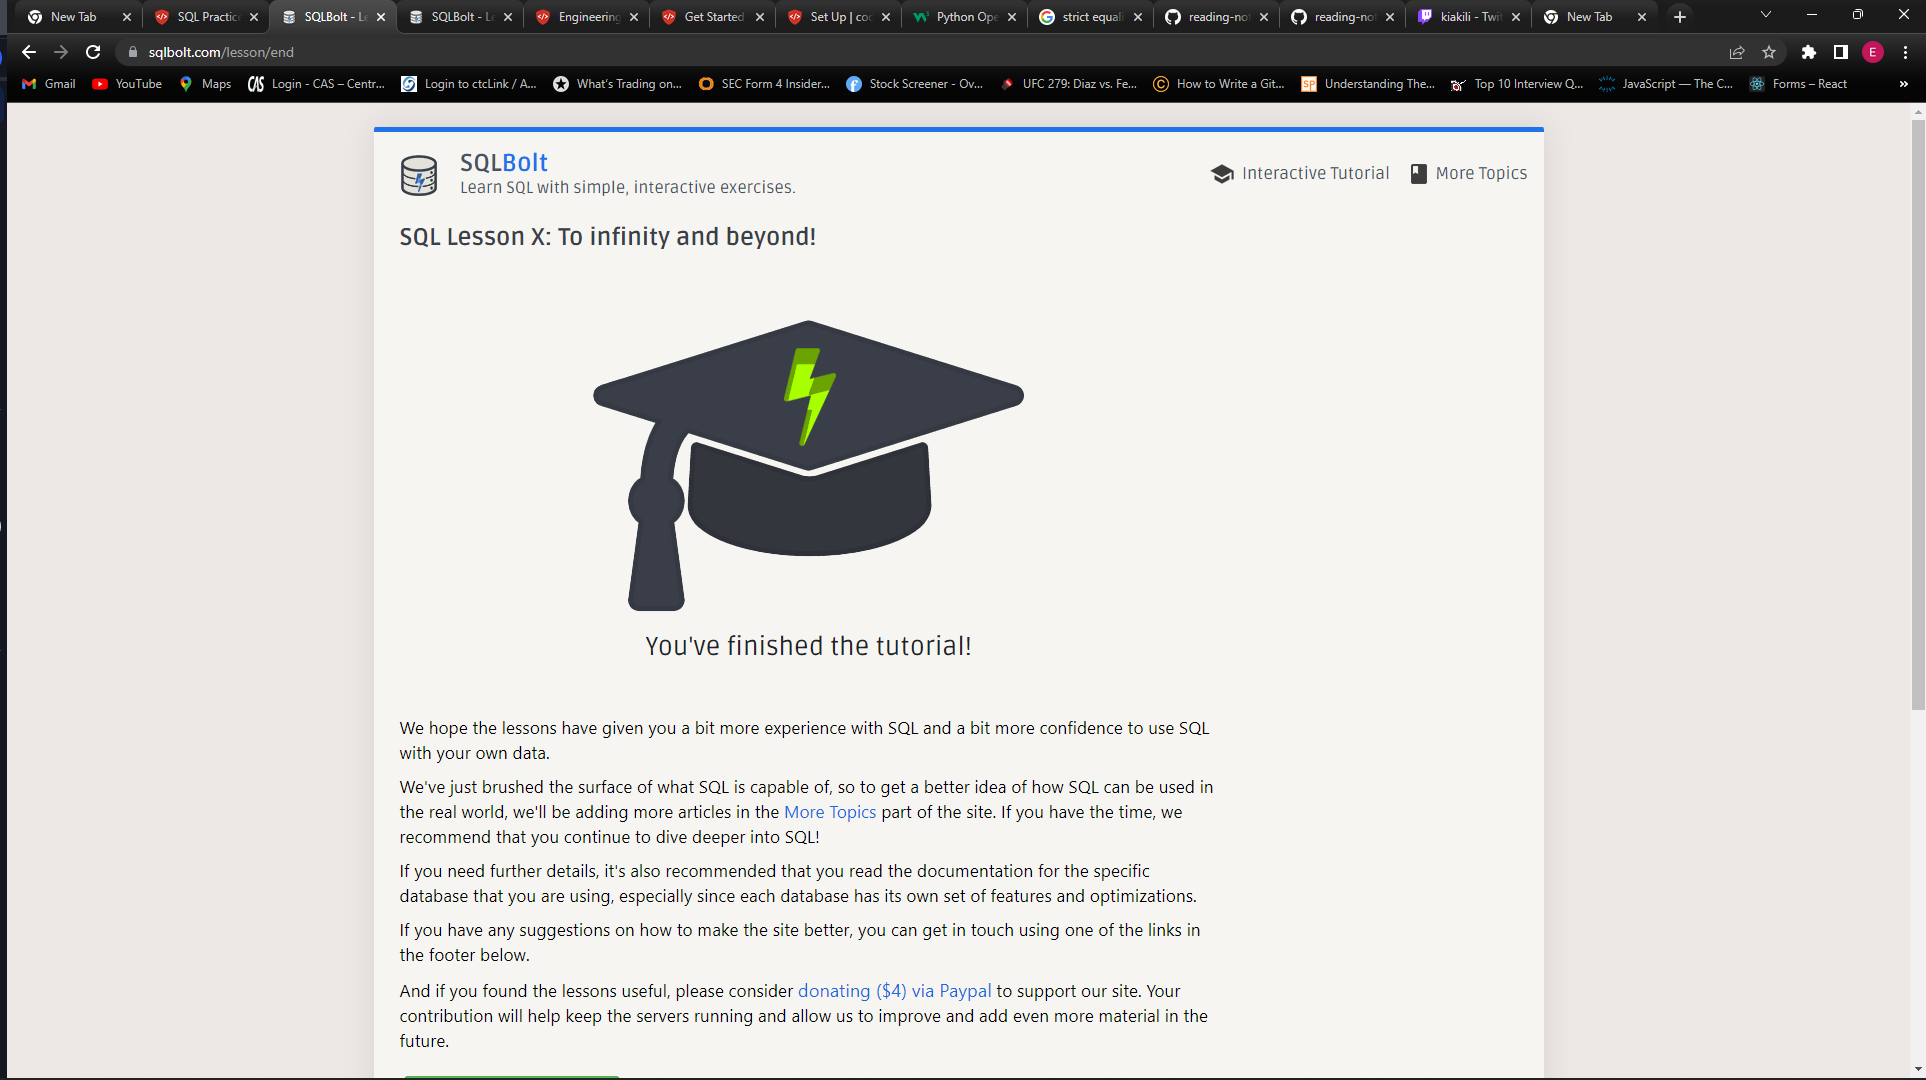 New Tab
SQL Practic
SQLBolt - Le
SQLBolt - Le
Engineering
Get Started
Set Up | co
Python Ope
strict equali
reading-no
reading-no
kiakili - Twit
New Tab
sqlbolt.com/lesson/end
E
Gmail
YouTube
Maps
Login - CAS – Centr...
Login to ctcLink / A...
What's Trading on...
SEC Form 4 Insider...
Stock Screener - Ov...
UFC 279: Diaz vs. Fe...
How to Write a Git...
Understanding The...
Top 10 Interview Q...
JavaScript — The C...
Forms – React
»
SQLBolt
Learn SQL with simple, interactive exercises.
Interactive Tutorial
More Topics
SQL Lesson X: To infinity and beyond!
You've finished the tutorial!
We hope the lessons have given you a bit more experience with SQL and a bit more confidence to use SQL
with your own data.
We've just brushed the surface of what SQL is capable of, so to get a better idea of how SQL can be used in
the real world, we'll be adding more articles in the More Topics part of the site. If you have the time, we
recommend that you continue to dive deeper into SQL!
If you need further details, it's also recommended that you read the documentation for the specific
database that you are using, especially since each database has its own set of features and optimizations.
If you have any suggestions on how to make the site better, you can get in touch using one of the links in
the footer below.
And if you found the lessons useful, please consider donating ($4) via Paypal to support our site. Your
contribution will help keep the servers running and allow us to improve and add even more material in the
future.